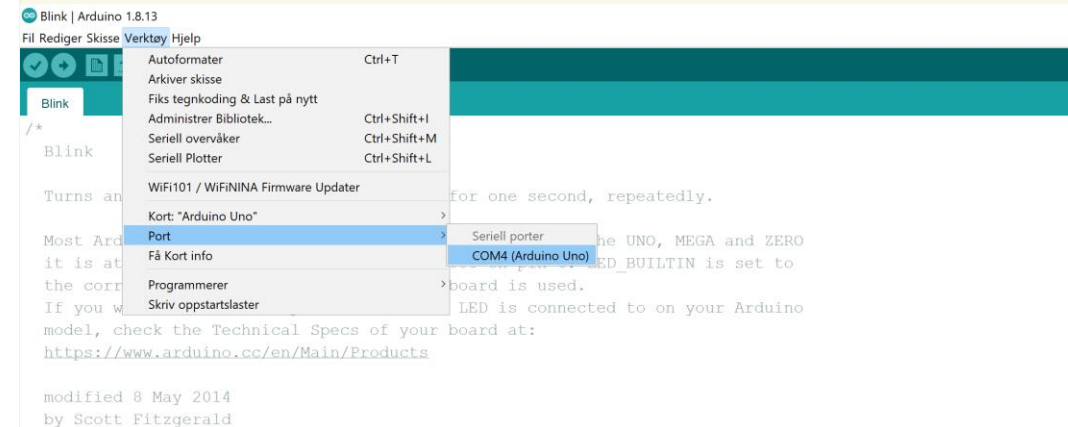 Blink | Arduino 1.8.13
Fil Rediger Skisse Verktøy Hjelp
Autoformater Ctrl+T
Arkiver skisse
Fiks tegnkoding & Last på nytt
Administrer Bibliotek... Ctrl+Shift+I
Seriell overvåker Ctrl+Shift+M
Seriell Plotter Ctrl+Shift+L
WiFi101 / WiFiNINA Firmware Updater
Kort: "Arduino Uno"
Port
Få Kort info
Programmerer
Skriv oppstartslaster
Seriell porter
COM4 (Arduino Uno)
Blink
/*
Blink
Turns an for one second, repeatedly.
Most Ard he UNO, MEGA and ZERO
it is at ED_BUILTIN is set to
the corr board is used.
If you w LED is connected to on your Arduino
model, check the Technical Specs of your board at:
https://www.arduino.cc/en/Main/Products
modified 8 May 2014
by Scott Fitzgerald